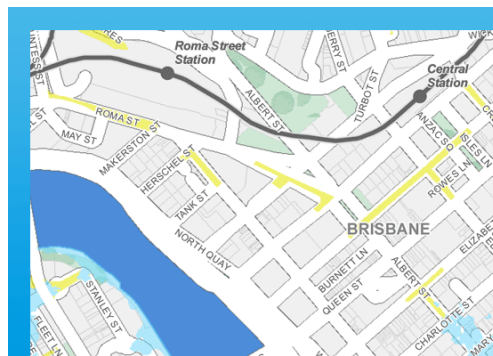 Roma Street
Station
Central
Station
ROMA ST
MAY ST
MAKERSTON ST
HERSCHEL ST
TANK ST
NORTH QUAY
ALBERT ST
TURBOT ST
ANZAC SQ
ROWES LN
BRISBANE
BURNETT LN
QUEEN ST
ALBERT ST
CHARLOTTE ST
STANLEY ST
FLEET LN